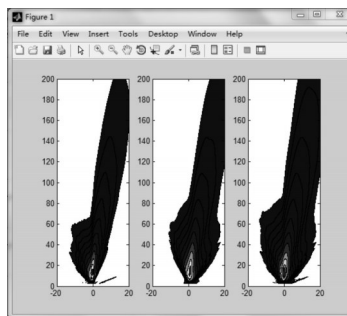 Figure 1
File Edit View Insert Tools Desktop Window Help
200 200 200
180 180 180
160 160 160
140 140 140
120 120 120
100 100 100
80 80 80
60 60 60
40 40 40
20 20 20
0 0 0
-20 0 20 -20 0 20 -20 0 20